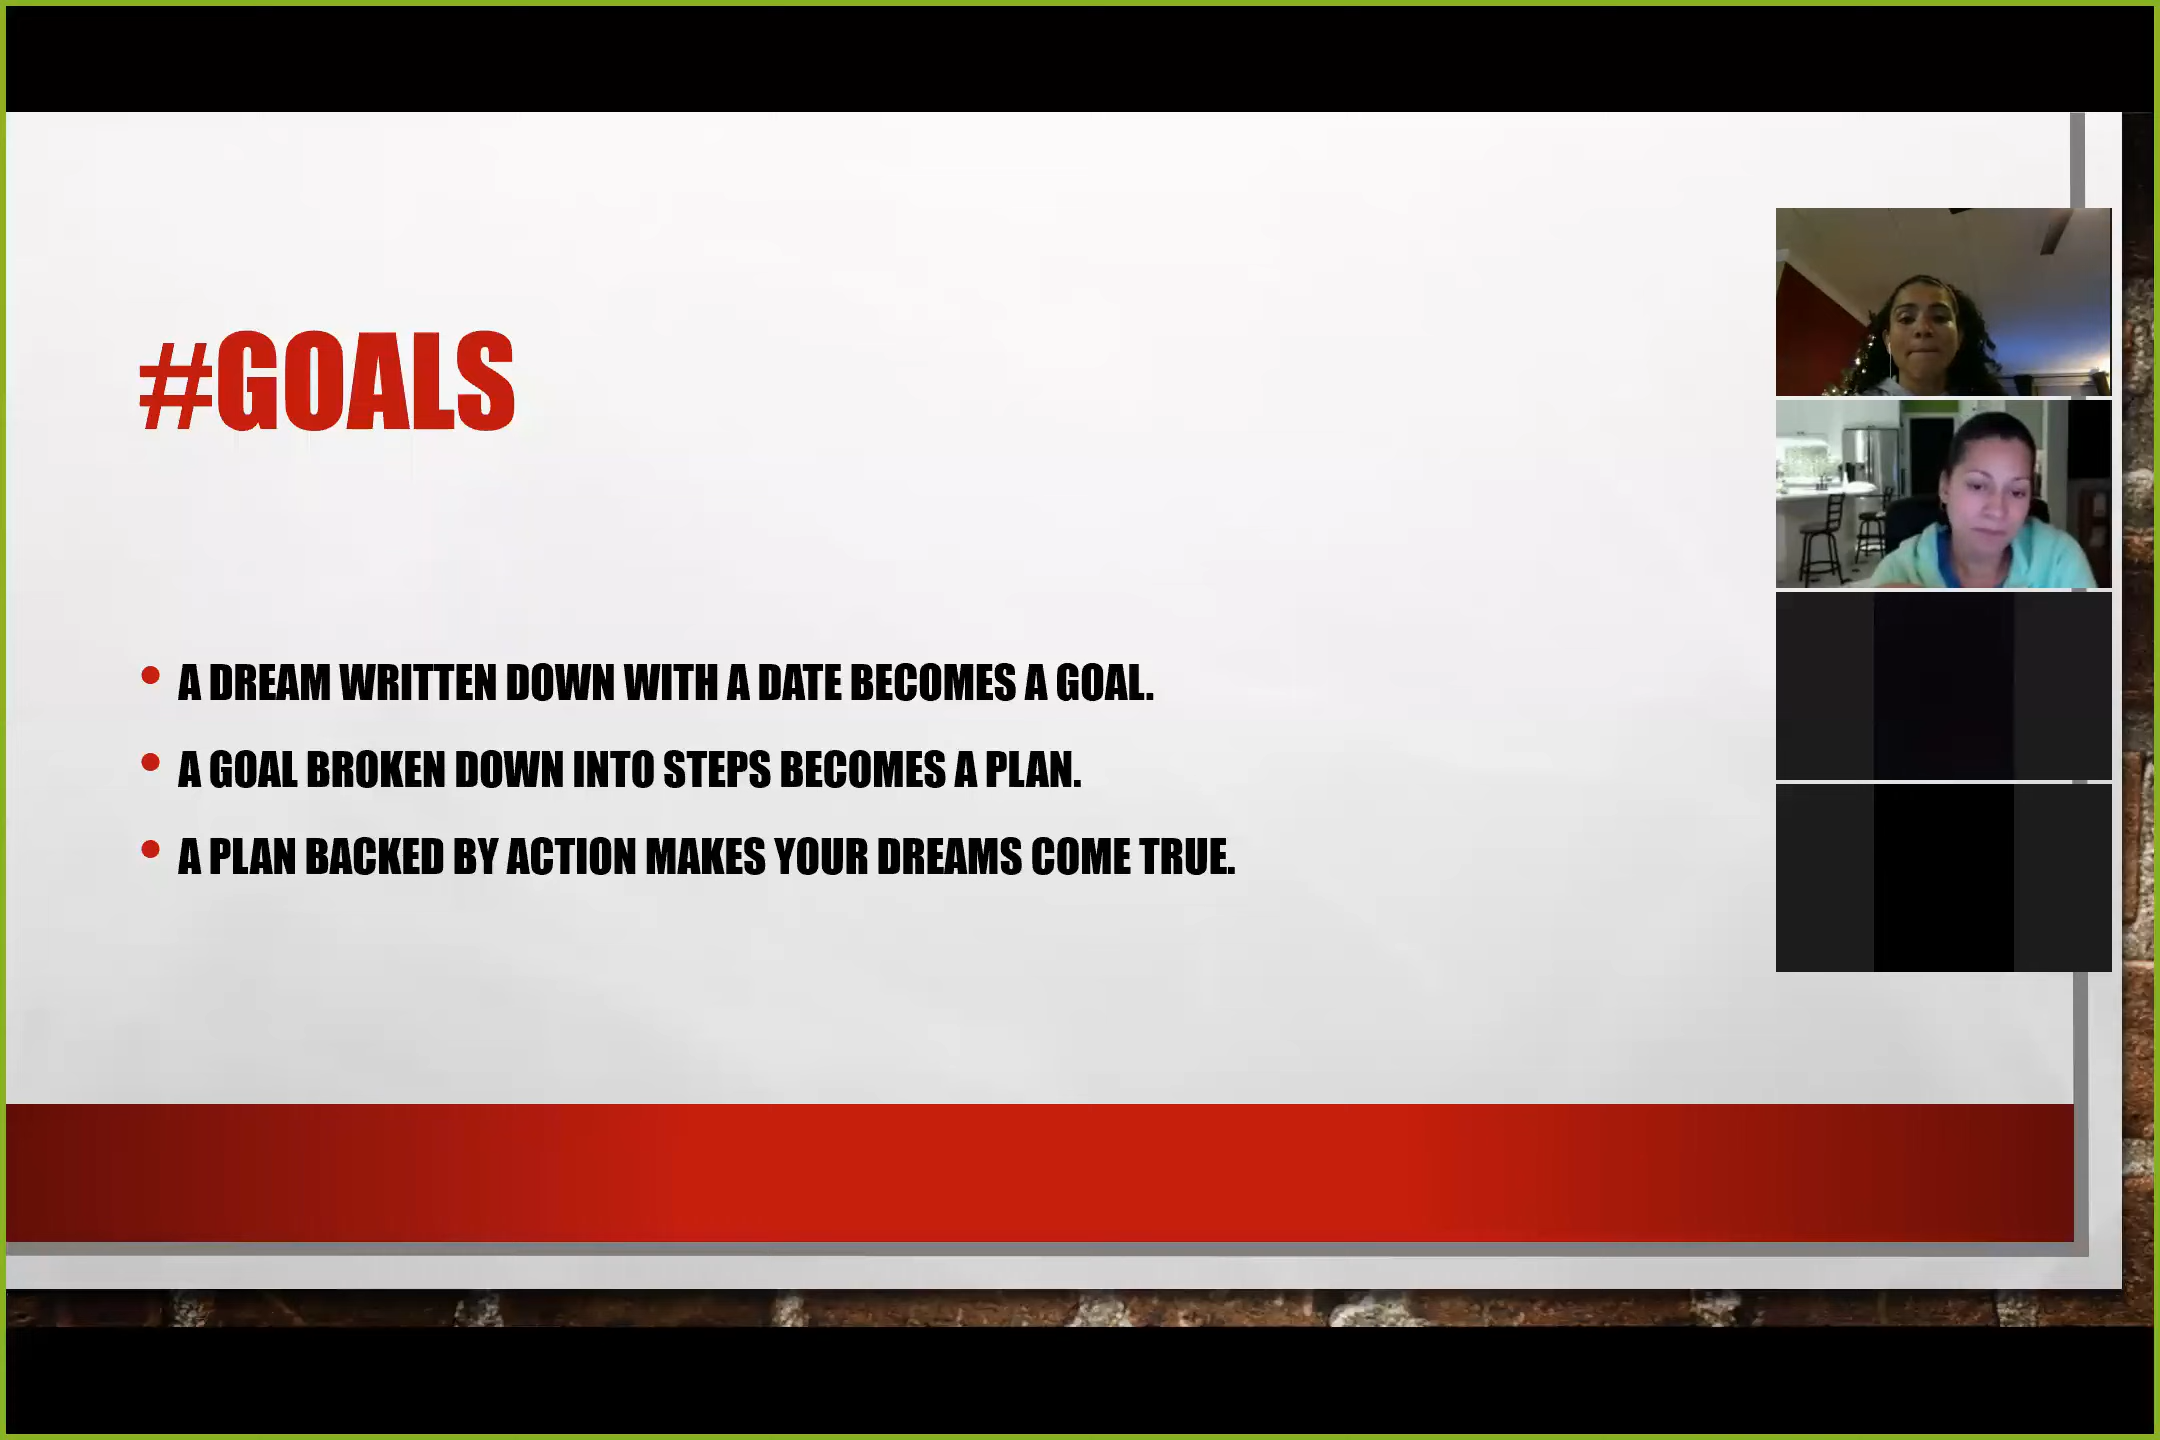 #GOALS
• A DREAM WRITTEN DOWN WITH A DATE BECOMES A GOAL.
• A GOAL BROKEN DOWN INTO STEPS BECOMES A PLAN.
• A PLAN BACKED BY ACTION MAKES YOUR DREAMS COME TRUE.